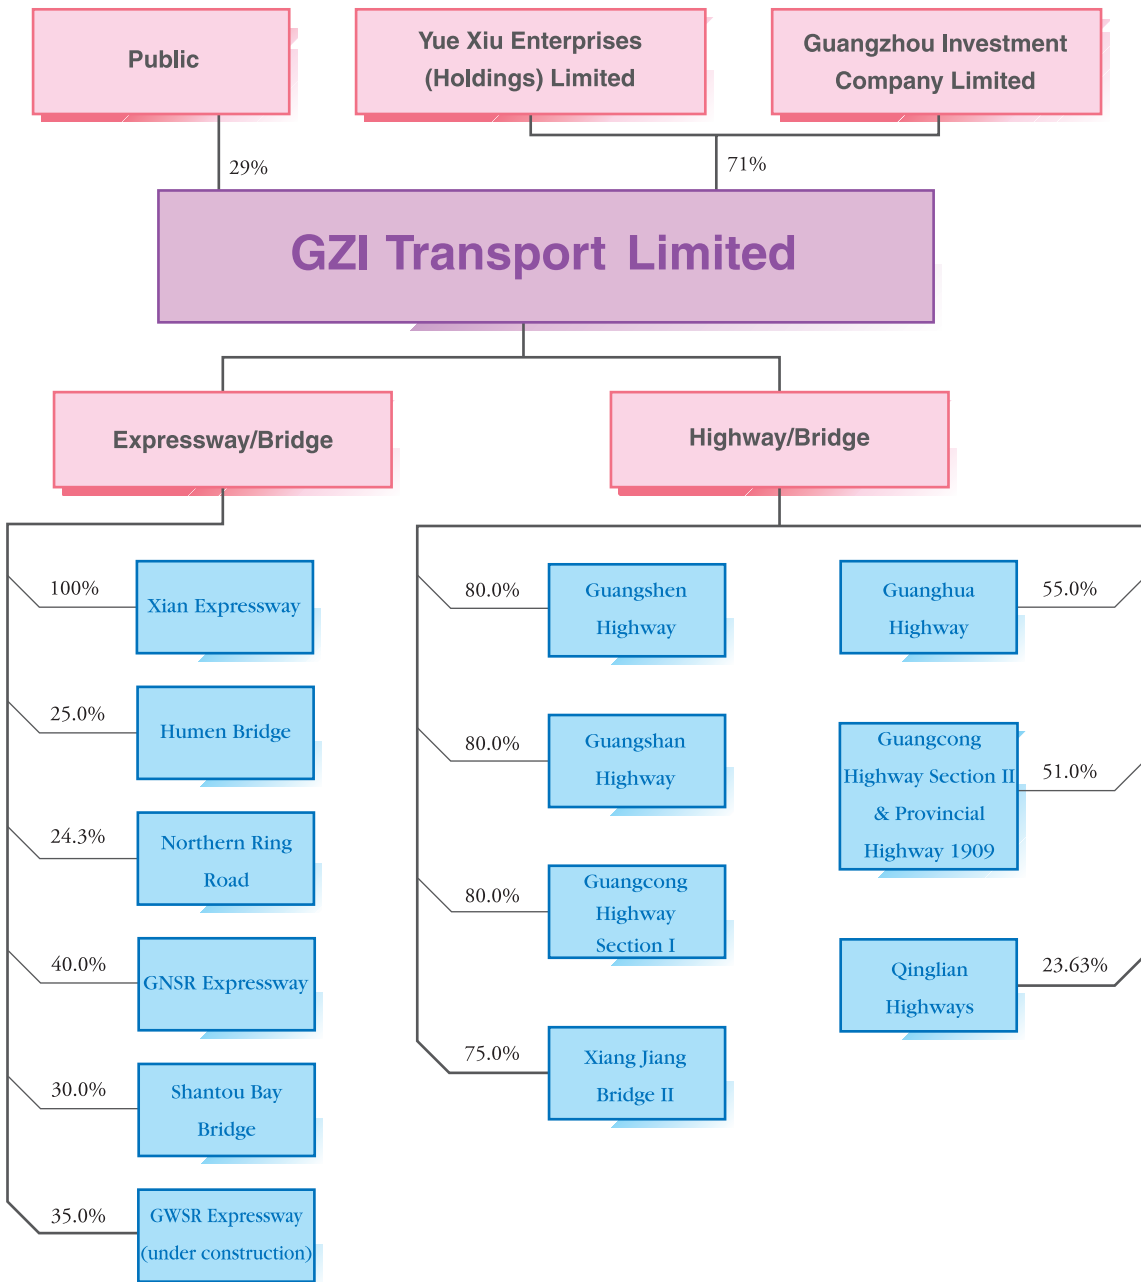 Public
Yue Xiu Enterprises
(Holdings) Limited
Guangzhou Investment
Company Limited
29%
71%
GZI Transport Limited
Expressway/Bridge
Highway/Bridge
100%
Xian Expressway
25.0%
Humen Bridge
24.3%
Northern Ring
Road
40.0%
GNSR Expressway
30.0%
Shantou Bay
Bridge
35.0%
GWSR Expressway
(under construction)
80.0%
Guangshen
Highway
80.0%
Guangshan
Highway
80.0%
Guangcong
Highway
Section I
75.0%
Xiang Jiang
Bridge II
Guanghua
Highway
55.0%
Guangcong
Highway Section II
& Provincial
Highway 1909
51.0%
Qinglian
Highways
23.63%